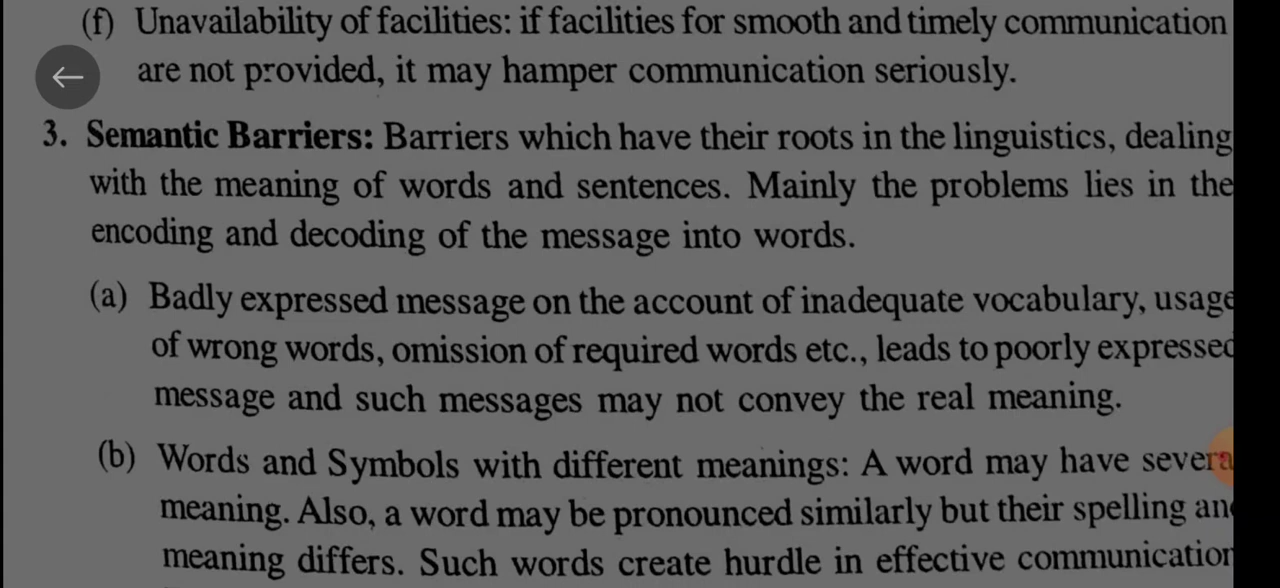 (f) Unavailability of facilities: if facilities for smooth and timely communication
are not provided, it may hamper communication seriously.
3. Semantic Barriers: Barriers which have their roots in the linguistics, dealing
with the meaning of words and sentences. Mainly the problems lies in the
encoding and decoding of the message into words.
(a) Badly expressed message on the account of inadequate vocabulary, usage
of wrong words, omission of required words etc., leads to poorly expressed
message and such messages may not convey the real meaning.
(b) Words and Symbols with different meanings: A word may have severa
meaning. Also, a word may be pronounced similarly but their spelling an
meaning differs. Such words create hurdle in effective communication